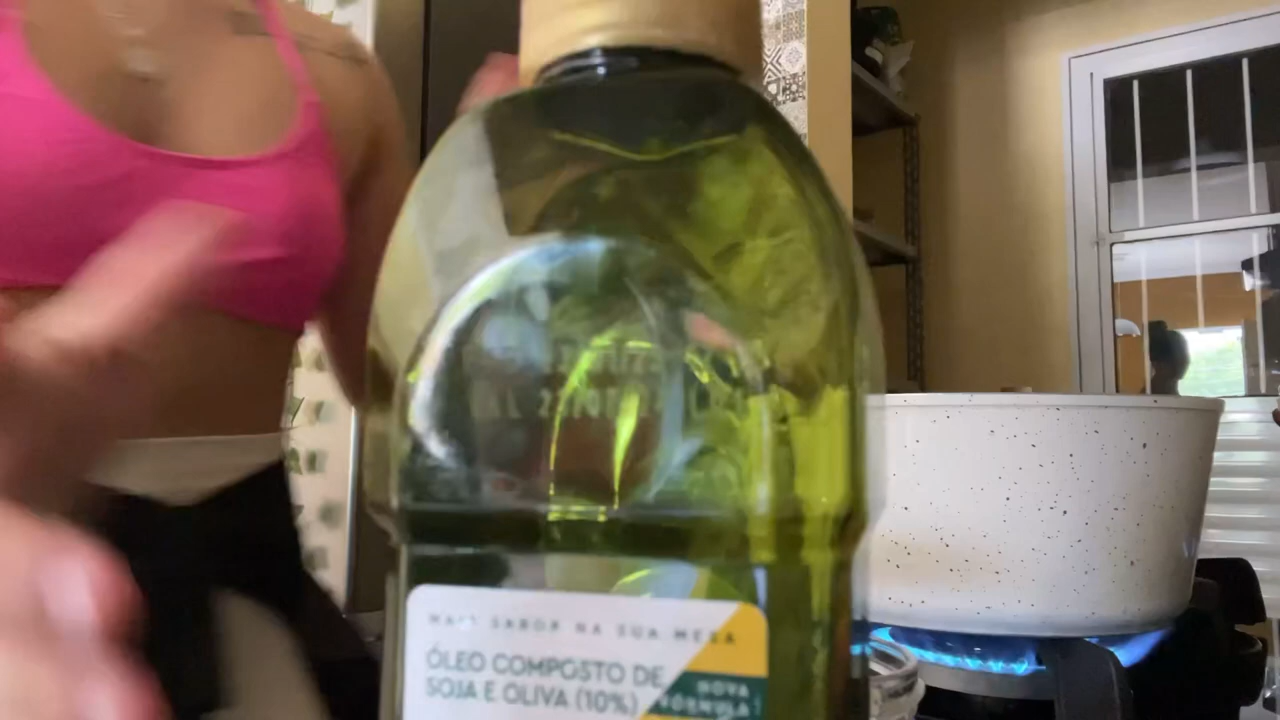 MAIS SABOR NA SUA MESA
ÓLEO COMPOSTO DE
SOJA E OLIVA (10%)
NOVA
FÓRMULA!